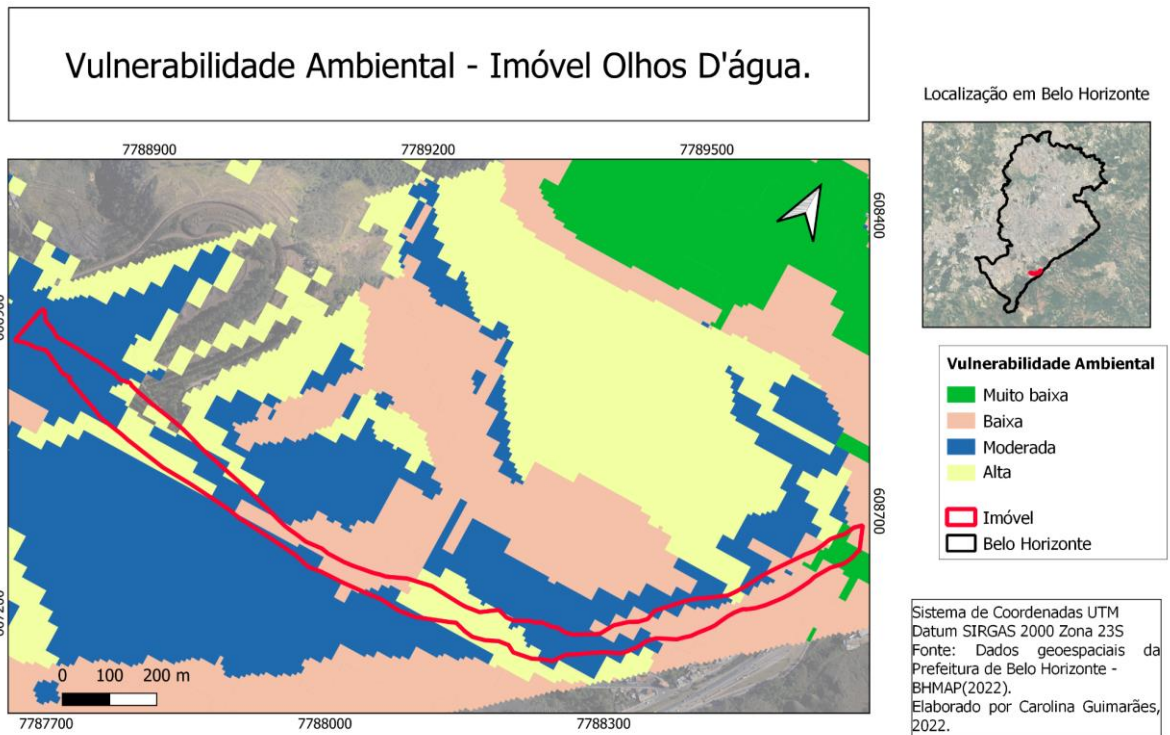 Vulnerabilidade Ambiental - Imóvel Olhos D'água.
Localização em Belo Horizonte
7788900
7789200
7789500
608400
608700
Vulnerabilidade Ambiental
Muito baixa
Baixa
Moderada
Alta
Imóvel
Belo Horizonte
0 100 200 m
7787700
7788000
7788300
Sistema de Coordenadas UTM
Datum SIRGAS 2000 Zona 23S
Fonte: Dados geoespaciais da
Prefeitura de Belo Horizonte -
BHMAP(2022).
Elaborado por Carolina Guimarães,
2022.